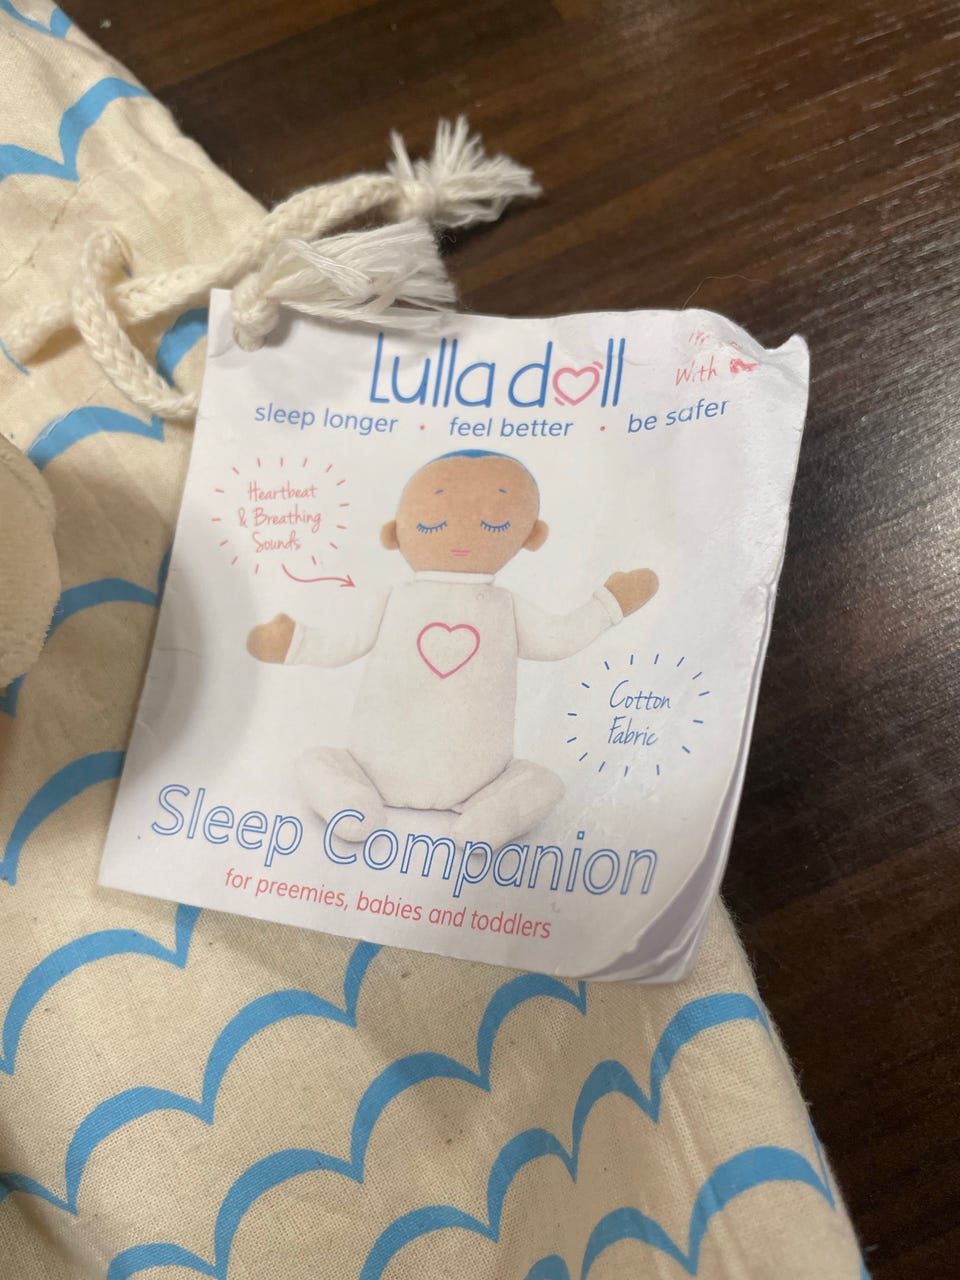 Lulla doll
With
sleep longer · feel better · be safer
Heartbeat
& Breathing
Sounds
Cotton
Fabric
Sleep Companion
for preemies, babies and toddlers